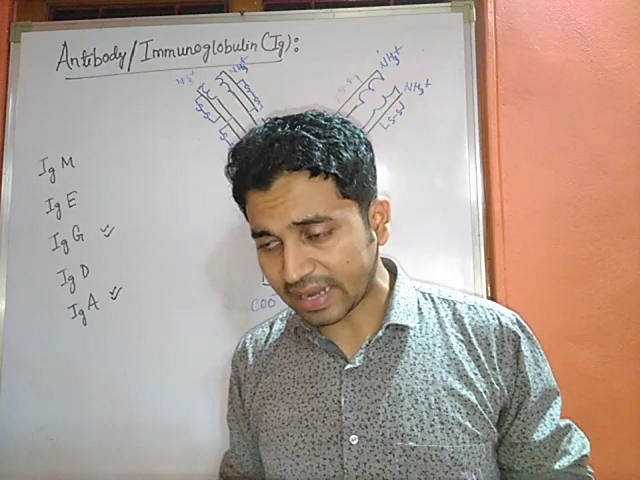 Antibody/Immunoglobulin (Ig):
NH3+
NH3+
NH3+
NH3+
S-S
S-S
S-S
L S-S
Ig M
Ig E
Ig G ✓
Ig D
Ig A ✓
COO-